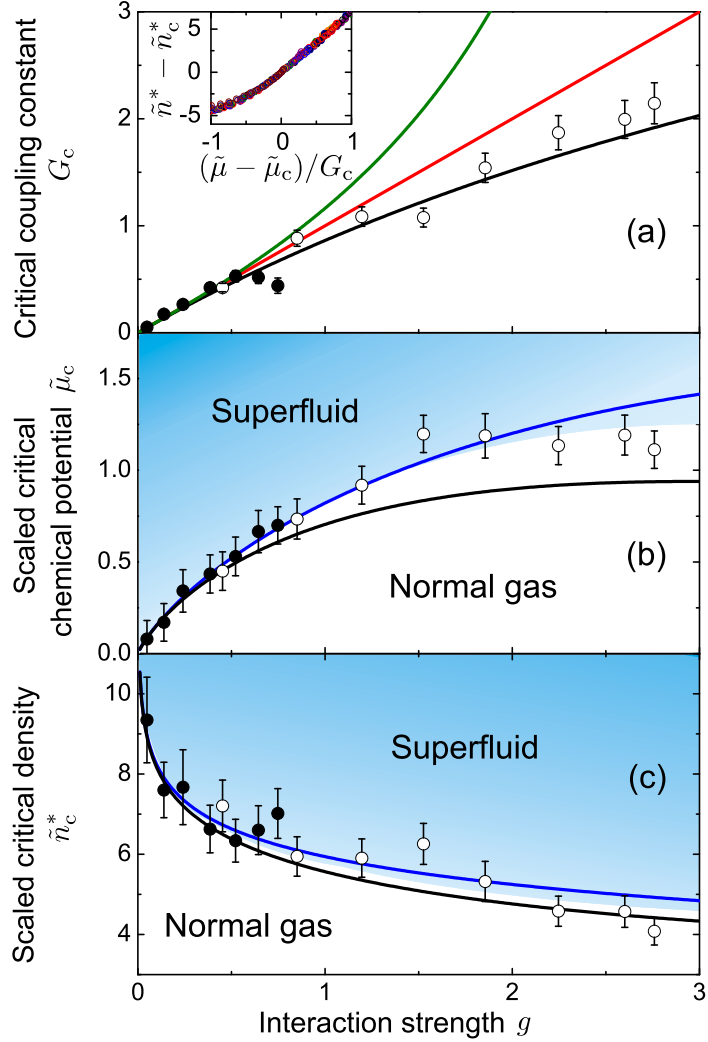 Critical coupling constant
G_c
3
2
1
0
ñ* − ñ_c*
5
0
-5
-1
0
1
(μ̃ − μ̃_c)/G_c
(a)
Scaled critical
chemical potential μ̃_c
1.5
1.0
0.5
0.0
Superfluid
(b)
Normal gas
Scaled critical density
ñ_c*
10
8
6
4
Superfluid
(c)
Normal gas
0
1
2
3
Interaction strength g